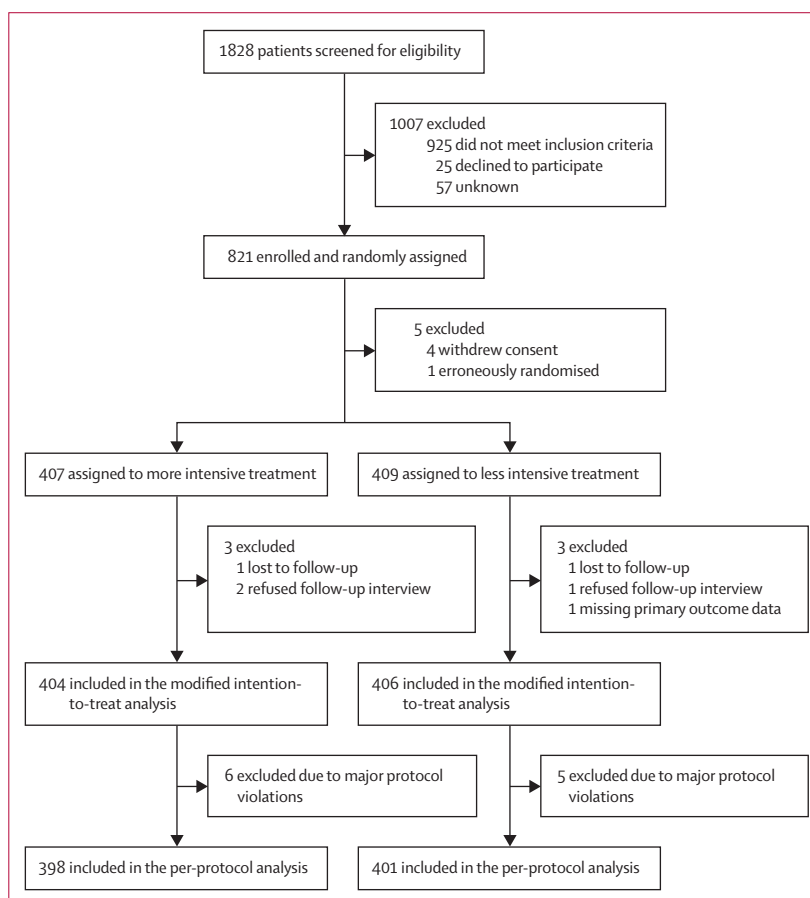 1828 patients screened for eligibility
1007 excluded
925 did not meet inclusion criteria
25 declined to participate
57 unknown
821 enrolled and randomly assigned
5 excluded
4 withdrew consent
1 erroneously randomised
407 assigned to more intensive treatment
409 assigned to less intensive treatment
3 excluded
1 lost to follow-up
2 refused follow-up interview
3 excluded
1 lost to follow-up
1 refused follow-up interview
1 missing primary outcome data
404 included in the modified intention-
to-treat analysis
406 included in the modified intention-
to-treat analysis
6 excluded due to major protocol
violations
5 excluded due to major protocol
violations
398 included in the per-protocol analysis
401 included in the per-protocol analysis